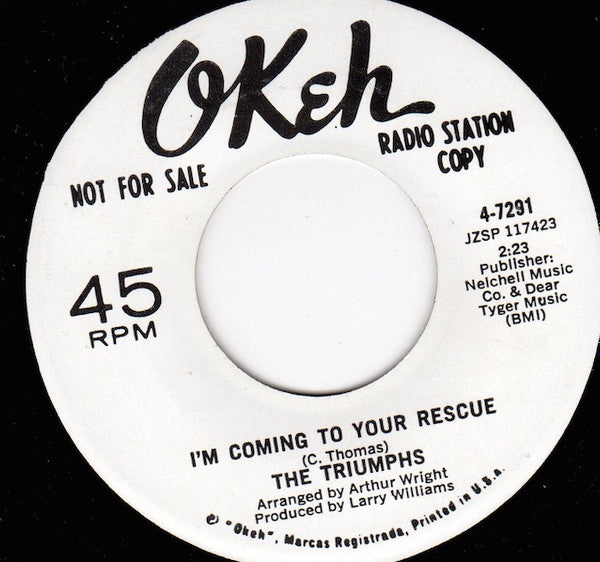 OKeh
NOT FOR SALE
RADIO STATION
COPY
4-7291
JZSP 117423
2:23
Publisher:
Nelchell Music
Co. & Dear
Tyger Music
(BMI)
45
RPM
I'M COMING TO YOUR RESCUE
(C. Thomas)
THE TRIUMPHS
Arranged by Arthur Wright
Produced by Larry Williams
℗ "Okeh", Marcas Registrada, Printed in U.S.A.